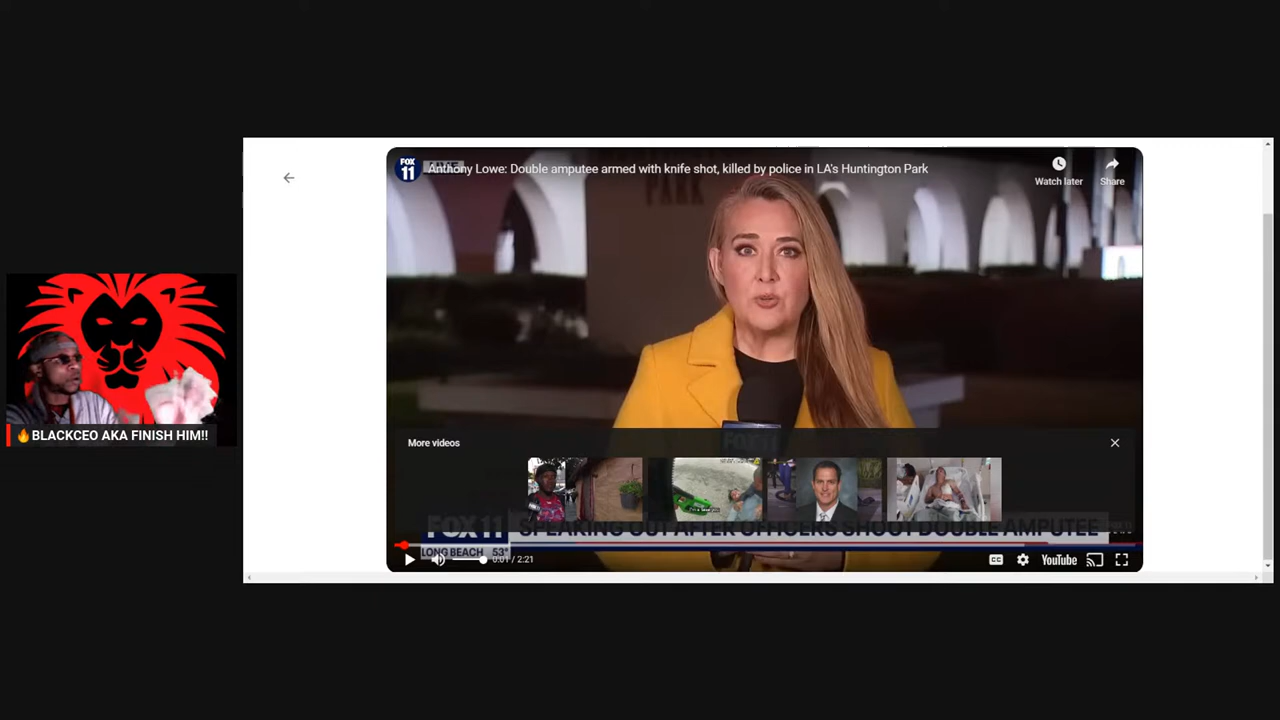 FOX 11
Anthony Lowe: Double amputee armed with knife shot, killed by police in LA's Huntington Park
Watch later
Share
PARK
🔥BLACKCEO AKA FINISH HIM!!
More videos
FOX 11
SPEAKING OUT AFTER OFFICERS SHOOT DOUBLE AMPUTEE
LONG BEACH 53°
0:01 / 2:21
CC
YouTube